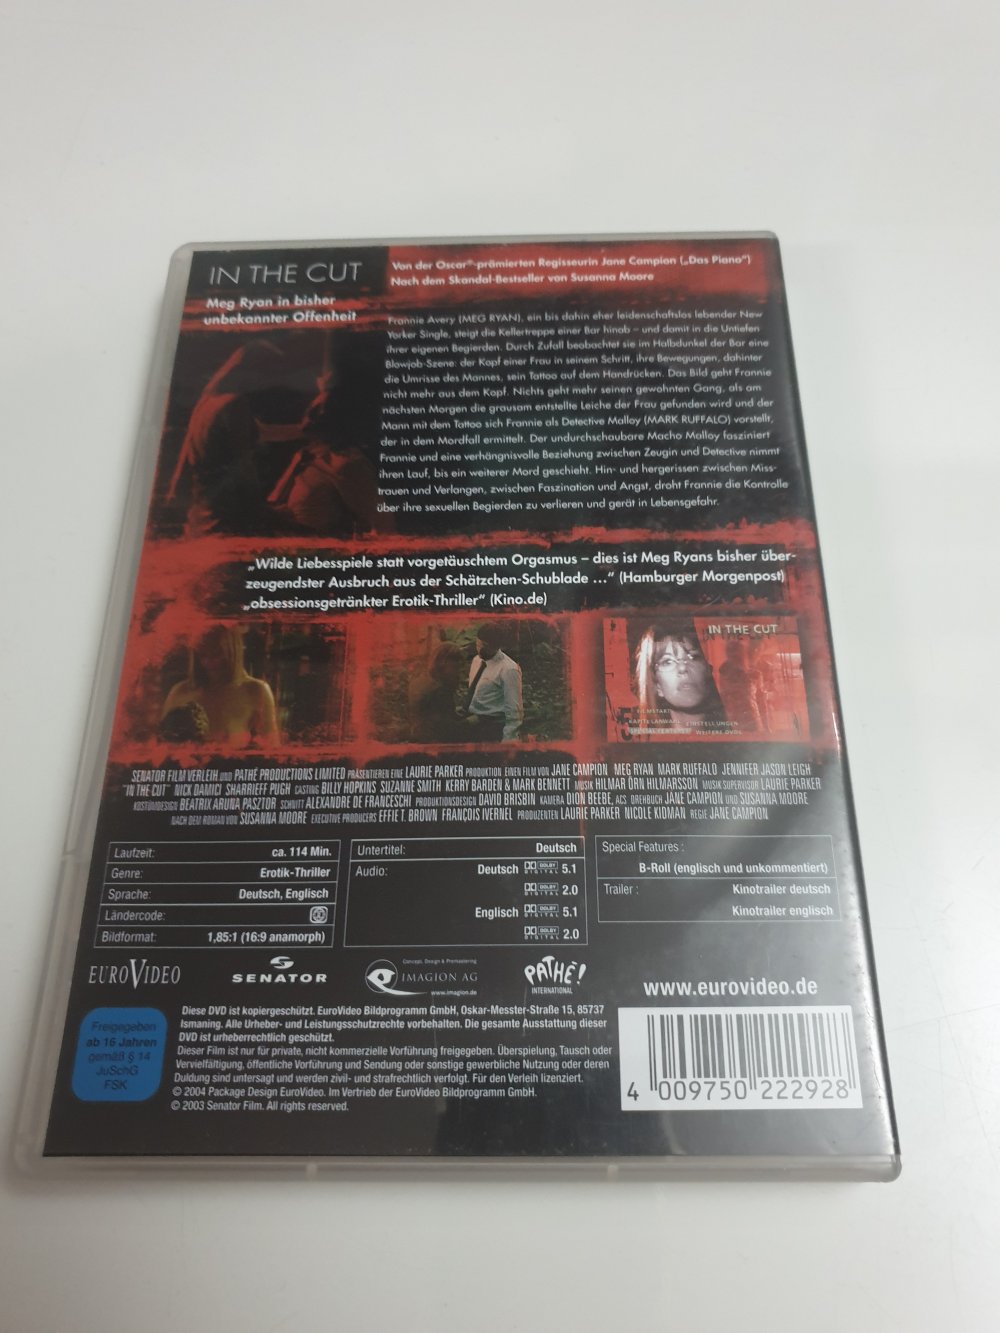 IN THE CUT
Meg Ryan in bisher
unbekannter Offenheit
Von der Oscar®-prämierten Regisseurin Jane Campion („Das Piano“)
Nach dem Skandal-Bestseller von Susanna Moore
Frannie Avery (MEG RYAN), ein bis dahin eher leidenschaftslos lebender New
Yorker Single, steigt die Kellertreppe einer Bar hinab – und damit in die Untiefen
ihrer eigenen Begierden. Durch Zufall beobachtet sie im Halbdunkel der Bar eine
Blowjob-Szene: der Kopf einer Frau in seinem Schritt, ihre Bewegungen, dahinter
die Umrisse des Mannes, sein Tattoo auf dem Handrücken. Das Bild geht Frannie
nicht mehr aus dem Kopf. Nichts geht mehr seinen gewohnten Gang, als am
nächsten Morgen die grausam entstellte Leiche der Frau gefunden wird und der
Mann mit dem Tattoo sich Frannie als Detective Malloy (MARK RUFFALO) vorstellt,
der in dem Mordfall ermittelt. Der undurchschaubare Macho Malloy fasziniert
Frannie und eine verhängnisvolle Beziehung zwischen Zeugin und Detective nimmt
ihren Lauf, bis ein weiterer Mord geschieht. Hin- und hergerissen zwischen Miss-
trauen und Verlangen, zwischen Faszination und Angst, droht Frannie die Kontrolle
über ihre sexuellen Begierden zu verlieren und gerät in Lebensgefahr.
„Wilde Liebesspiele statt vorgetäuschtem Orgasmus – dies ist Meg Ryans bisher über-
zeugendster Ausbruch aus der Schätzchen-Schublade ...“ (Hamburger Morgenpost)
„obsessionsgetränkter Erotik-Thriller“ (Kino.de)
IN THE CUT
FILMSTART
KAPITELANWAHL EINSTELLUNGEN
SPECIAL FEATURES WEITERE DVDS
SENATOR FILM VERLEIH UND PATHÉ PRODUCTIONS LIMITED PRÄSENTIEREN EINE LAURIE PARKER PRODUKTION EINEN FILM VON JANE CAMPION MEG RYAN MARK RUFFALO JENNIFER JASON LEIGH
"IN THE CUT" NICK DAMICI SHARRIEFF PUGH CASTING BILLY HOPKINS SUZANNE SMITH KERRY BARDEN & MARK BENNETT MUSIK HILMAR ÖRN HILMARSSON MUSIK SUPERVISOR LAURIE PARKER
KOSTÜMDESIGN BEATRIX ARUNA PASZTOR SCHNITT ALEXANDRE DE FRANCESCHI PRODUKTIONSDESIGN DAVID BRISBIN KAMERA DION BEEBE, ACS DREHBUCH JANE CAMPION UND SUSANNA MOORE
NACH DEM ROMAN VON SUSANNA MOORE EXECUTIVE PRODUCERS EFFIE T. BROWN FRANÇOIS IVERNEL PRODUZENTEN LAURIE PARKER NICOLE KIDMAN REGIE JANE CAMPION
Laufzeit: ca. 114 Min.
Genre: Erotik-Thriller
Sprache: Deutsch, Englisch
Ländercode:
Bildformat: 1,85:1 (16:9 anamorph)
Untertitel: Deutsch
Audio: Deutsch DOLBY DIGITAL 5.1
DOLBY DIGITAL 2.0
Englisch DOLBY DIGITAL 5.1
DOLBY DIGITAL 2.0
Special Features :
B-Roll (englisch und unkommentiert)
Trailer : Kinotrailer deutsch
Kinotrailer englisch
EUROVIDEO
SENATOR
Concept, Design & Premastering
IMAGION AG
www.imagion.de
PATHÉ!
INTERNATIONAL
www.eurovideo.de
Freigegeben
ab 16 Jahren
gemäß § 14
JuSchG
FSK
Diese DVD ist kopiergeschützt. EuroVideo Bildprogramm GmbH, Oskar-Messter-Straße 15, 85737
Ismaning. Alle Urheber- und Leistungsschutzrechte vorbehalten. Die gesamte Ausstattung dieser
DVD ist urheberrechtlich geschützt.
Dieser Film ist nur für private, nicht kommerzielle Vorführung freigegeben. Überspielung, Tausch oder
Vervielfältigung, öffentliche Vorführung und Sendung oder sonstige gewerbliche Nutzung oder deren
Duldung sind untersagt und werden zivil- und strafrechtlich verfolgt. Für den Verleih lizenziert.
© 2004 Package Design EuroVideo. Im Vertrieb der EuroVideo Bildprogramm GmbH.
© 2003 Senator Film. All rights reserved.
4 009750 222928